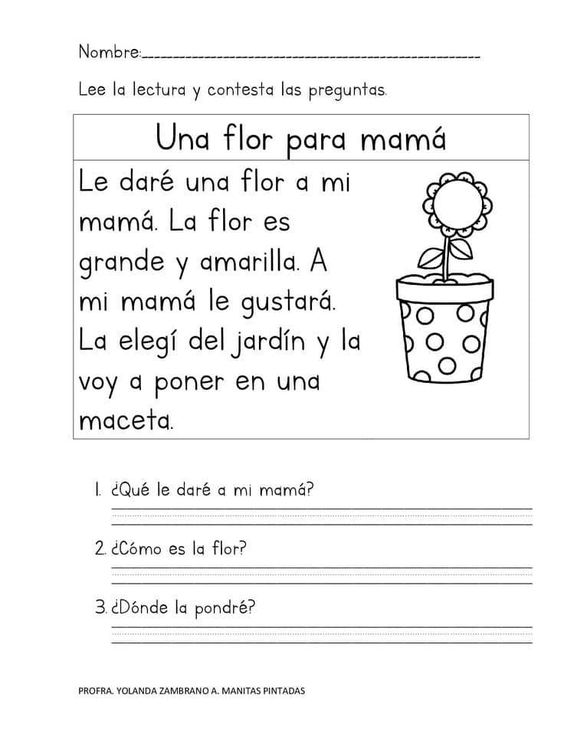 Nombre:____________________________________________________
Lee la lectura y contesta las preguntas.
Una flor para mamá
Le daré una flor a mi
mamá. La flor es
grande y amarilla. A
mi mamá le gustará.
La elegí del jardín y la
voy a poner en una
maceta.
1. ¿Qué le daré a mi mamá?
2. ¿Cómo es la flor?
3. ¿Dónde la pondré?
PROFRA. YOLANDA ZAMBRANO A. MANITAS PINTADAS